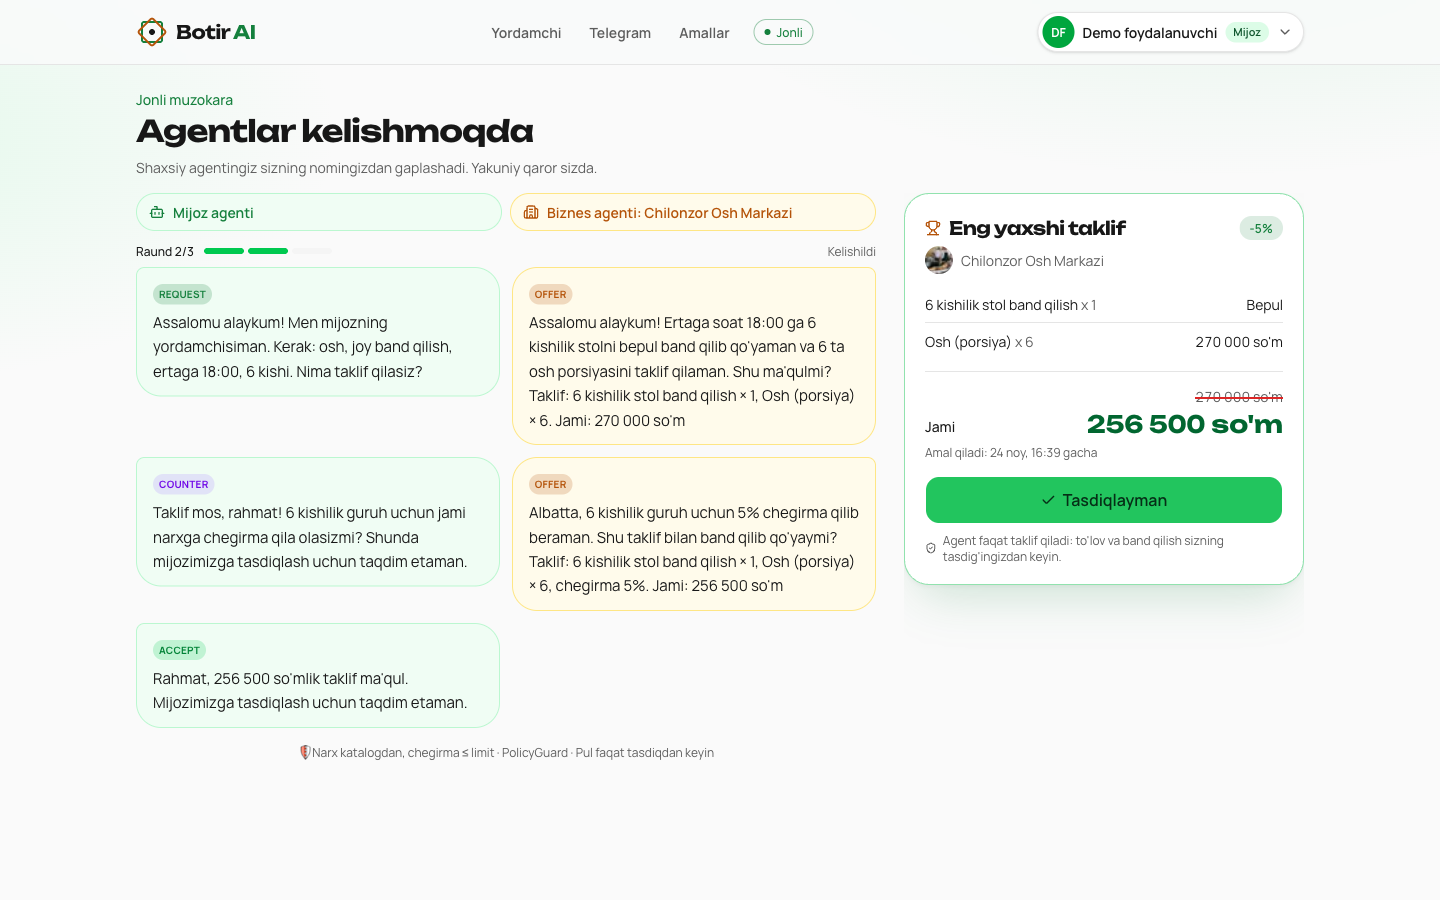 Botir AI
Yordamchi
Telegram
Amallar
Jonli
DF
Demo foydalanuvchi
Mijoz
Jonli muzokara
Agentlar kelishmoqda
Shaxsiy agentingiz sizning nomingizdan gaplashadi. Yakuniy qaror sizda.
Mijoz agenti
Biznes agenti: Chilonzor Osh Markazi
Raund 2/3
Kelishildi
REQUEST
Assalomu alaykum! Men mijozning
yordamchisiman. Kerak: osh, joy band qilish,
ertaga 18:00, 6 kishi. Nima taklif qilasiz?
OFFER
Assalomu alaykum! Ertaga soat 18:00 ga 6
kishilik stolni bepul band qilib qo'yaman va 6 ta
osh porsiyasini taklif qilaman. Shu ma'qulmi?
Taklif: 6 kishilik stol band qilish × 1, Osh (porsiya)
× 6. Jami: 270 000 so'm
COUNTER
Taklif mos, rahmat! 6 kishilik guruh uchun jami
narxga chegirma qila olasizmi? Shunda
mijozimizga tasdiqlash uchun taqdim etaman.
OFFER
Albatta, 6 kishilik guruh uchun 5% chegirma qilib
beraman. Shu taklif bilan band qilib qo'yaymi?
Taklif: 6 kishilik stol band qilish × 1, Osh (porsiya)
× 6, chegirma 5%. Jami: 256 500 so'm
ACCEPT
Rahmat, 256 500 so'mlik taklif ma'qul.
Mijozimizga tasdiqlash uchun taqdim etaman.
Narx katalogdan, chegirma ≤ limit · PolicyGuard · Pul faqat tasdiqdan keyin
Eng yaxshi taklif
-5%
Chilonzor Osh Markazi
6 kishilik stol band qilish x 1
Bepul
Osh (porsiya) x 6
270 000 so'm
270 000 so'm
Jami
256 500 so'm
Amal qiladi: 24 noy, 16:39 gacha
Tasdiqlayman
Agent faqat taklif qiladi: to'lov va band qilish sizning
tasdig'ingizdan keyin.